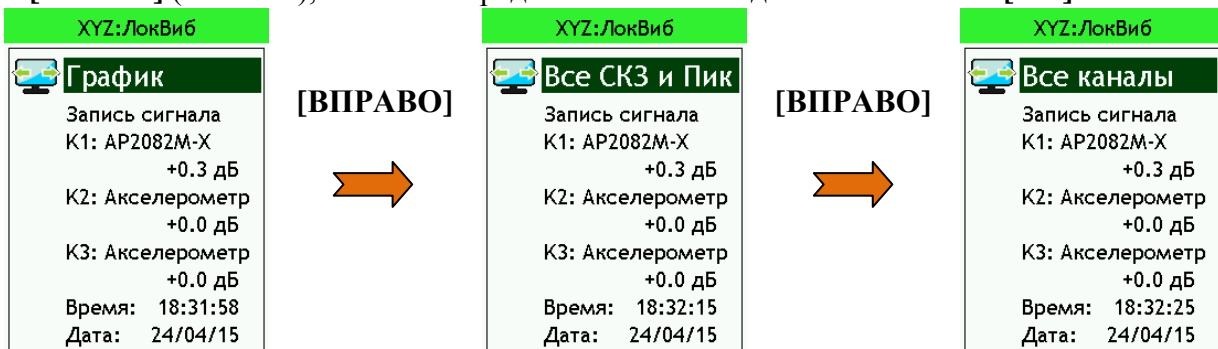 XYZ:ЛокВиб
График
Запись сигнала
К1: АР2082М-Х
+0.3 дБ
К2: Акселерометр
+0.0 дБ
К3: Акселерометр
+0.0 дБ
Время: 18:31:58
Дата: 24/04/15
[ВПРАВО]
XYZ:ЛокВиб
Все СКЗ и Пик
Запись сигнала
К1: АР2082М-Х
+0.3 дБ
К2: Акселерометр
+0.0 дБ
К3: Акселерометр
+0.0 дБ
Время: 18:32:15
Дата: 24/04/15
[ВПРАВО]
XYZ:ЛокВиб
Все каналы
Запись сигнала
К1: АР2082М-Х
+0.3 дБ
К2: Акселерометр
+0.0 дБ
К3: Акселерометр
+0.0 дБ
Время: 18:32:25
Дата: 24/04/15